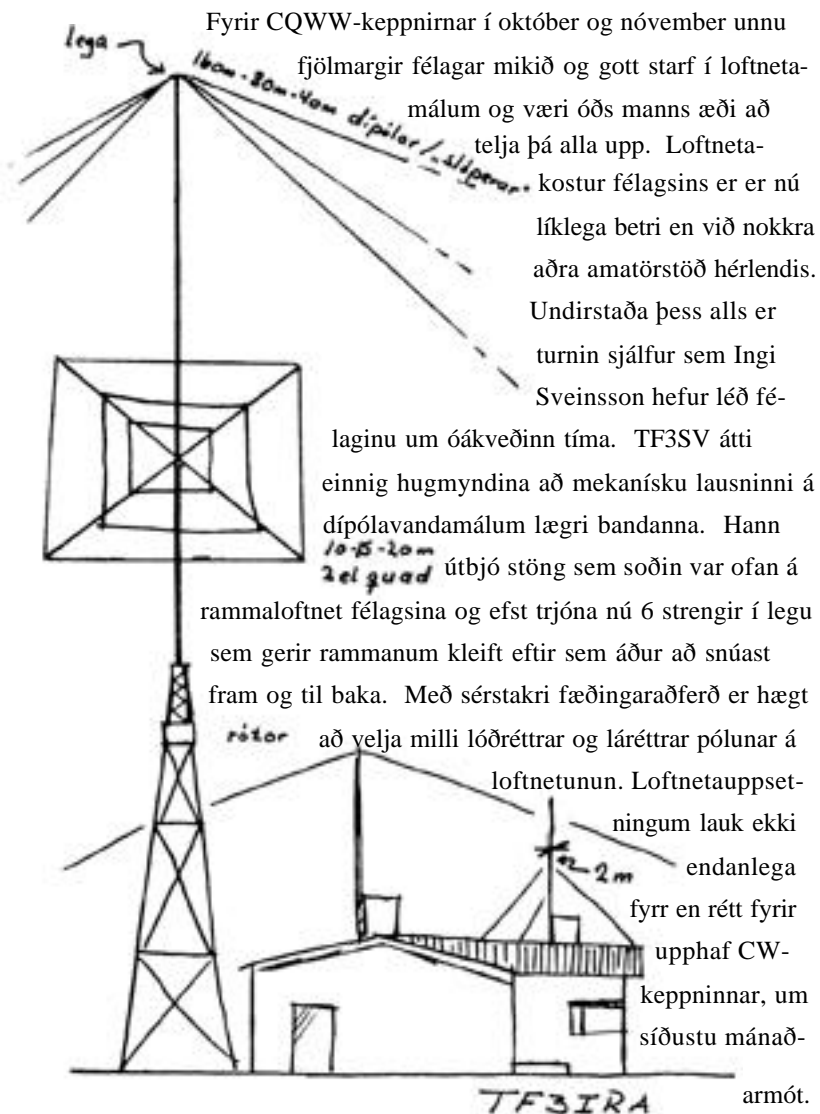 Fyrir CQWW-keppnirnar í október og nóvember unnu
lega
fjölmargir félagar mikið og gott starf í loftneta-
160m-80m-40m dípólar/"slóperar"
málum og væri óðs manns æði að
telja þá alla upp. Loftneta-
kostur félagsins er er nú
líklega betri en við nokkra
aðra amatörstöð hérlendis.
Undirstaða þess alls er
turnin sjálfur sem Ingi
Sveinsson hefur léð fé-
laginu um óákveðinn tíma. TF3SV átti
einnig hugmyndina að mekanísku lausninni á
dípólavandamálum lægri bandanna. Hann
10-15-20m
2el quad
útbjó stöng sem soðin var ofan á
rammaloftnet félagsina og efst trjóna nú 6 strengir í legu
sem gerir rammanum kleift eftir sem áður að snúast
fram og til baka. Með sérstakri fæðingaraðferð er hægt
rótor
að velja milli lóðréttrar og láréttrar pólunar á
loftnetunun. Loftnetauppset-
ningum lauk ekki
endanlega
2m
fyrr en rétt fyrir
upphaf CW-
keppninnar, um
síðustu mánað-
armót.
TF3IRA